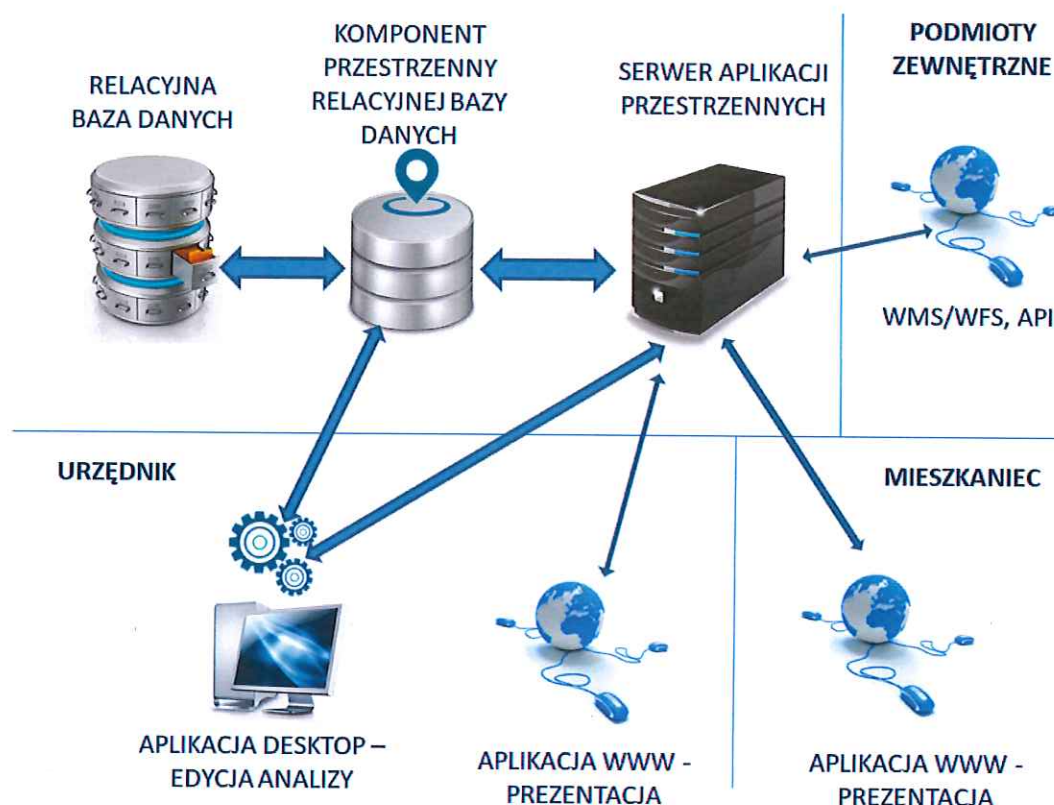 RELACYJNA
BAZA DANYCH
KOMPONENT
PRZESTRZENNY
RELACYJNEJ BAZY
DANYCH
SERWER APLIKACJI
PRZESTRZENNYCH
PODMIOTY
ZEWNĘTRZNE
WMS/WFS, API
URZĘDNIK
MIESZKANIEC
APLIKACJA DESKTOP –
EDYCJA ANALIZY
APLIKACJA WWW -
PREZENTACJA
APLIKACJA WWW -
PREZENTACJA